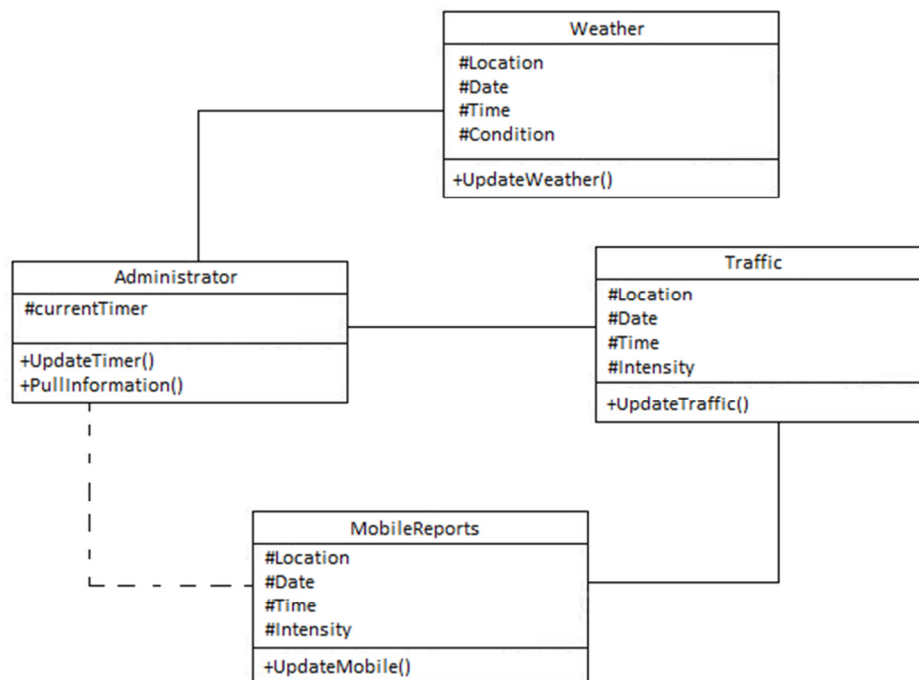 Weather
#Location
#Date
#Time
#Condition
+UpdateWeather()
Administrator
#currentTimer
+UpdateTimer()
+PullInformation()
Traffic
#Location
#Date
#Time
#Intensity
+UpdateTraffic()
MobileReports
#Location
#Date
#Time
#Intensity
+UpdateMobile()